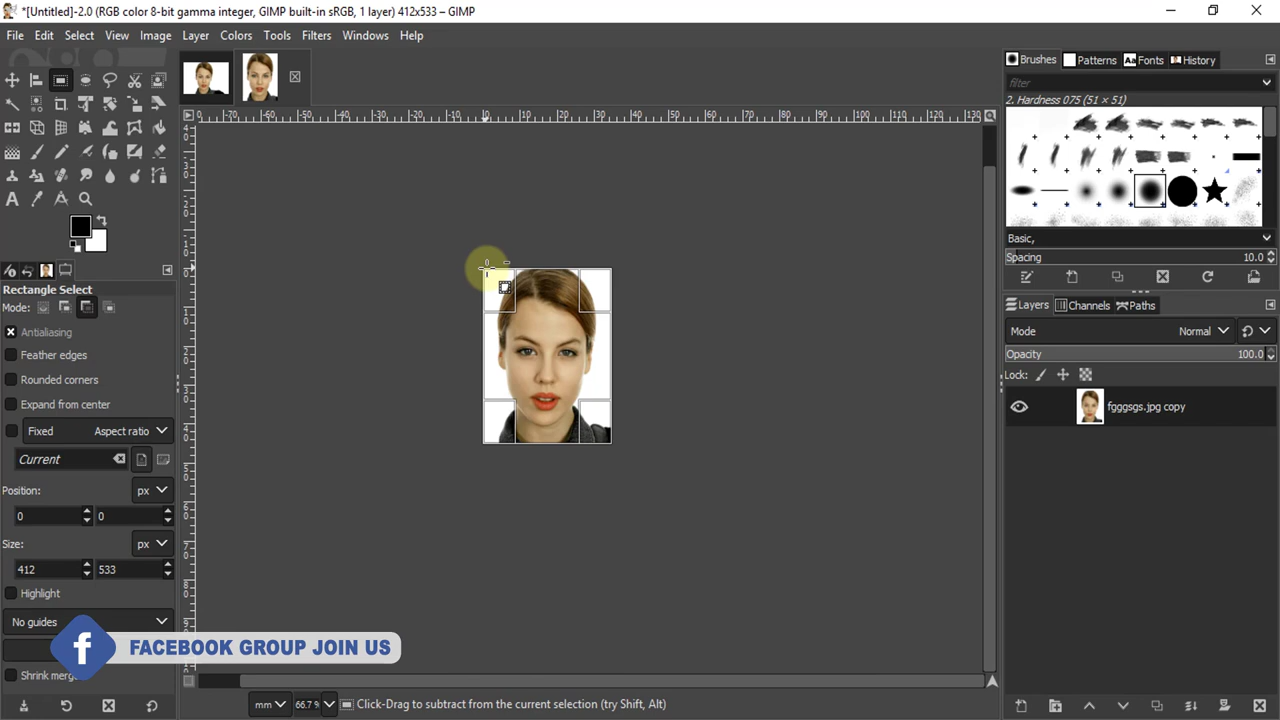 *[Untitled]-2.0 (RGB color 8-bit gamma integer, GIMP built-in sRGB, 1 layer) 412x533 – GIMP
File Edit Select View Image Layer Colors Tools Filters Windows Help
Brushes Patterns Fonts History
filter
2. Hardness 075 (51 × 51)
Rectangle Select
Mode:
Antialiasing
Feather edges
Rounded corners
Expand from center
Fixed Aspect ratio
Current
Position:
px
0 0
Size:
px
412 533
Highlight
No guides
FACEBOOK GROUP JOIN US
Basic,
Spacing 10.0
Layers Channels Paths
Mode Normal
Opacity 100.0
Lock:
fgggsgs.jpg copy
mm 66.7 % Click-Drag to subtract from the current selection (try Shift, Alt)